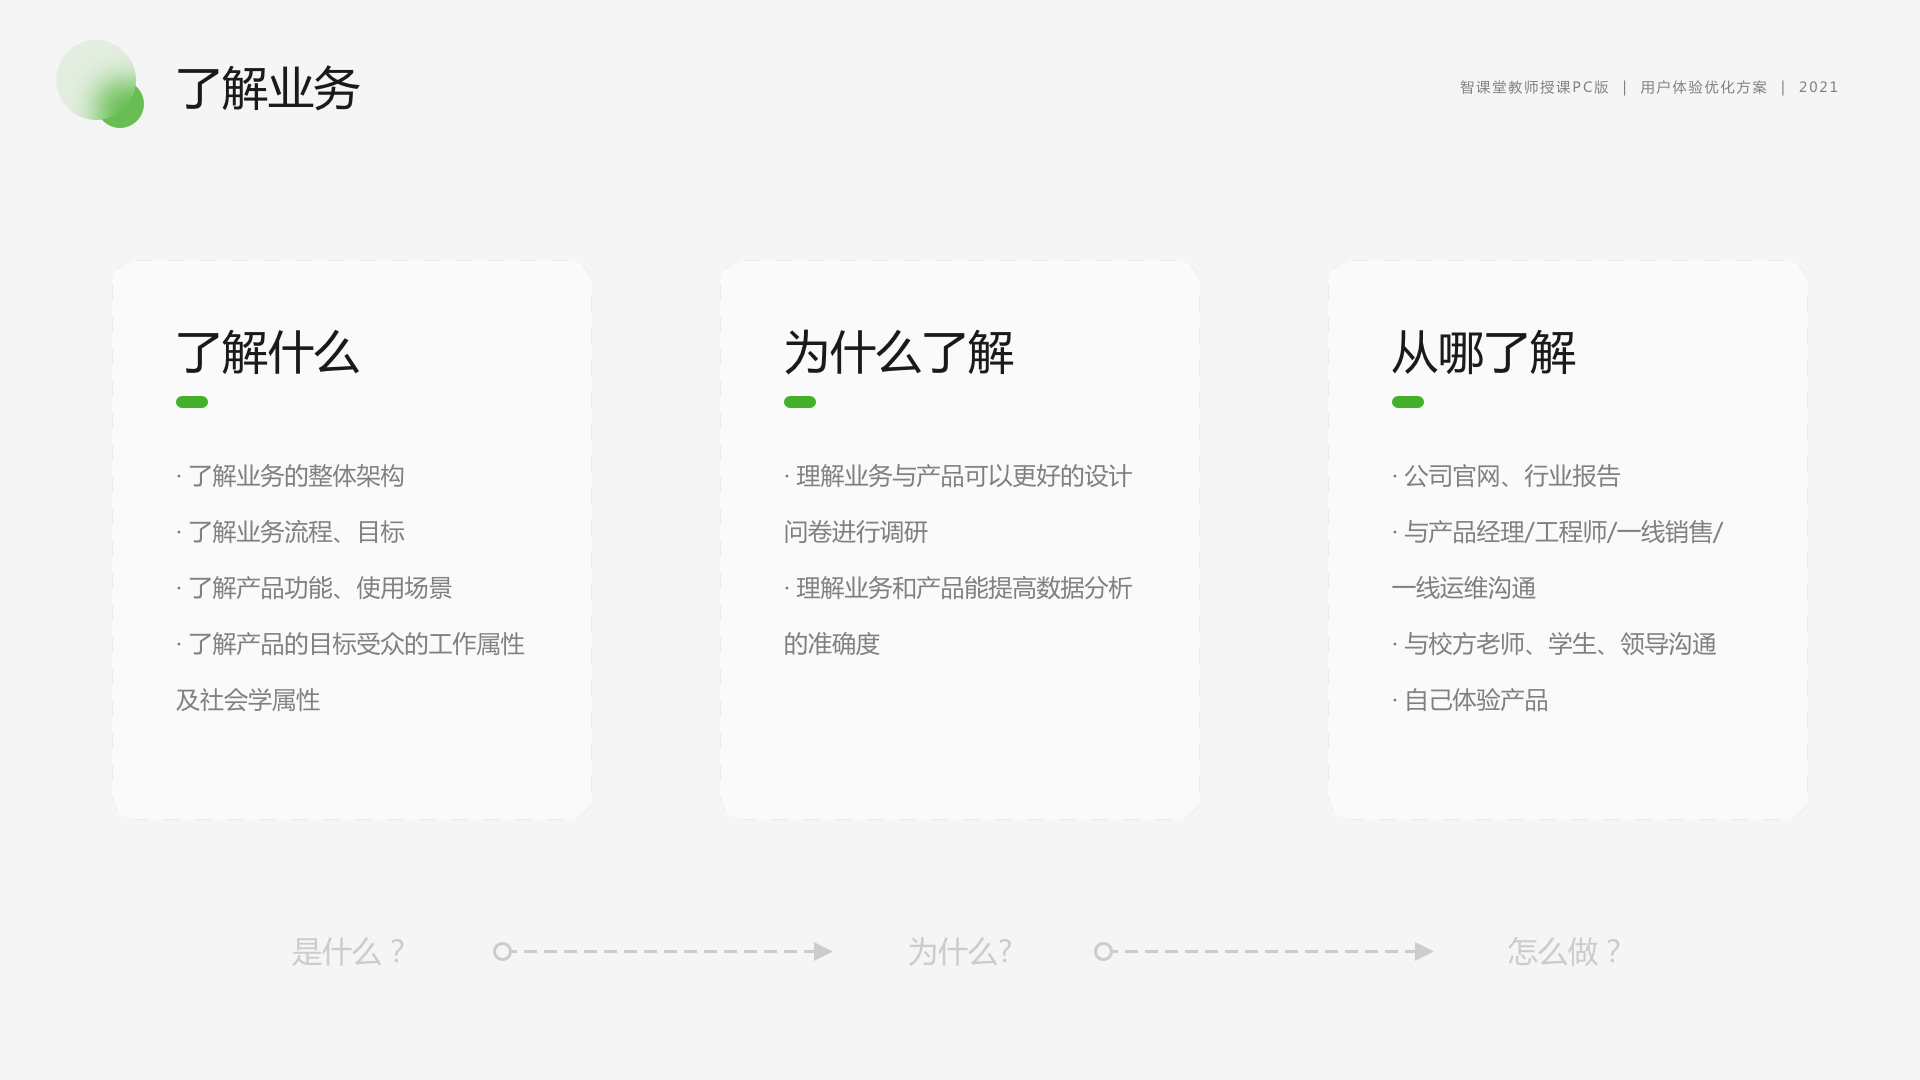 了解业务
智课堂教师授课PC版 | 用户体验优化方案 | 2021
了解什么
· 了解业务的整体架构
· 了解业务流程、目标
· 了解产品功能、使用场景
· 了解产品的目标受众的工作属性
及社会学属性
为什么了解
· 理解业务与产品可以更好的设计
问卷进行调研
· 理解业务和产品能提高数据分析
的准确度
从哪了解
· 公司官网、行业报告
· 与产品经理/工程师/一线销售/
一线运维沟通
· 与校方老师、学生、领导沟通
· 自己体验产品
是什么？
为什么?
怎么做？